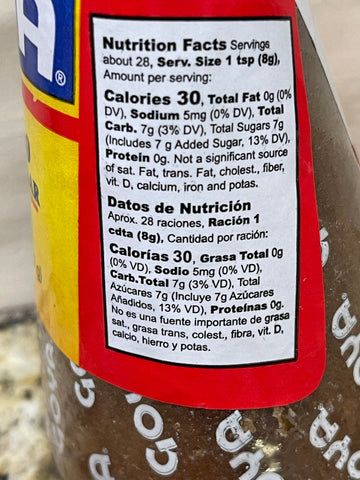 A®
Nutrition Facts Servings
about 28, Serv. Size 1 tsp (8g),
Amount per serving:
Calories 30, Total Fat 0g (0%
DV), Sodium 5mg (0% DV), Total
Carb. 7g (3% DV), Total Sugars 7g
(Includes 7 g Added Sugar, 13% DV),
Protein 0g. Not a significant source
of sat. Fat, trans. Fat, cholest., fiber,
vit. D, calcium, iron and potas.
Datos de Nutrición
Aprox. 28 raciones, Ración 1
cdta (8g), Cantidad por ración:
Calorías 30, Grasa Total 0g
(0% VD), Sodio 5mg (0% VD),
Carb.Total 7g (3% VD), Total
Azúcares 7g (Incluye 7g Azúcares
Añadidos, 13% VD), Proteínas 0g.
No es una fuente importante de grasa
sat., grasa trans, colest., fibra, vit. D,
calcio, hierro y potas.
GOYA
GOYA®